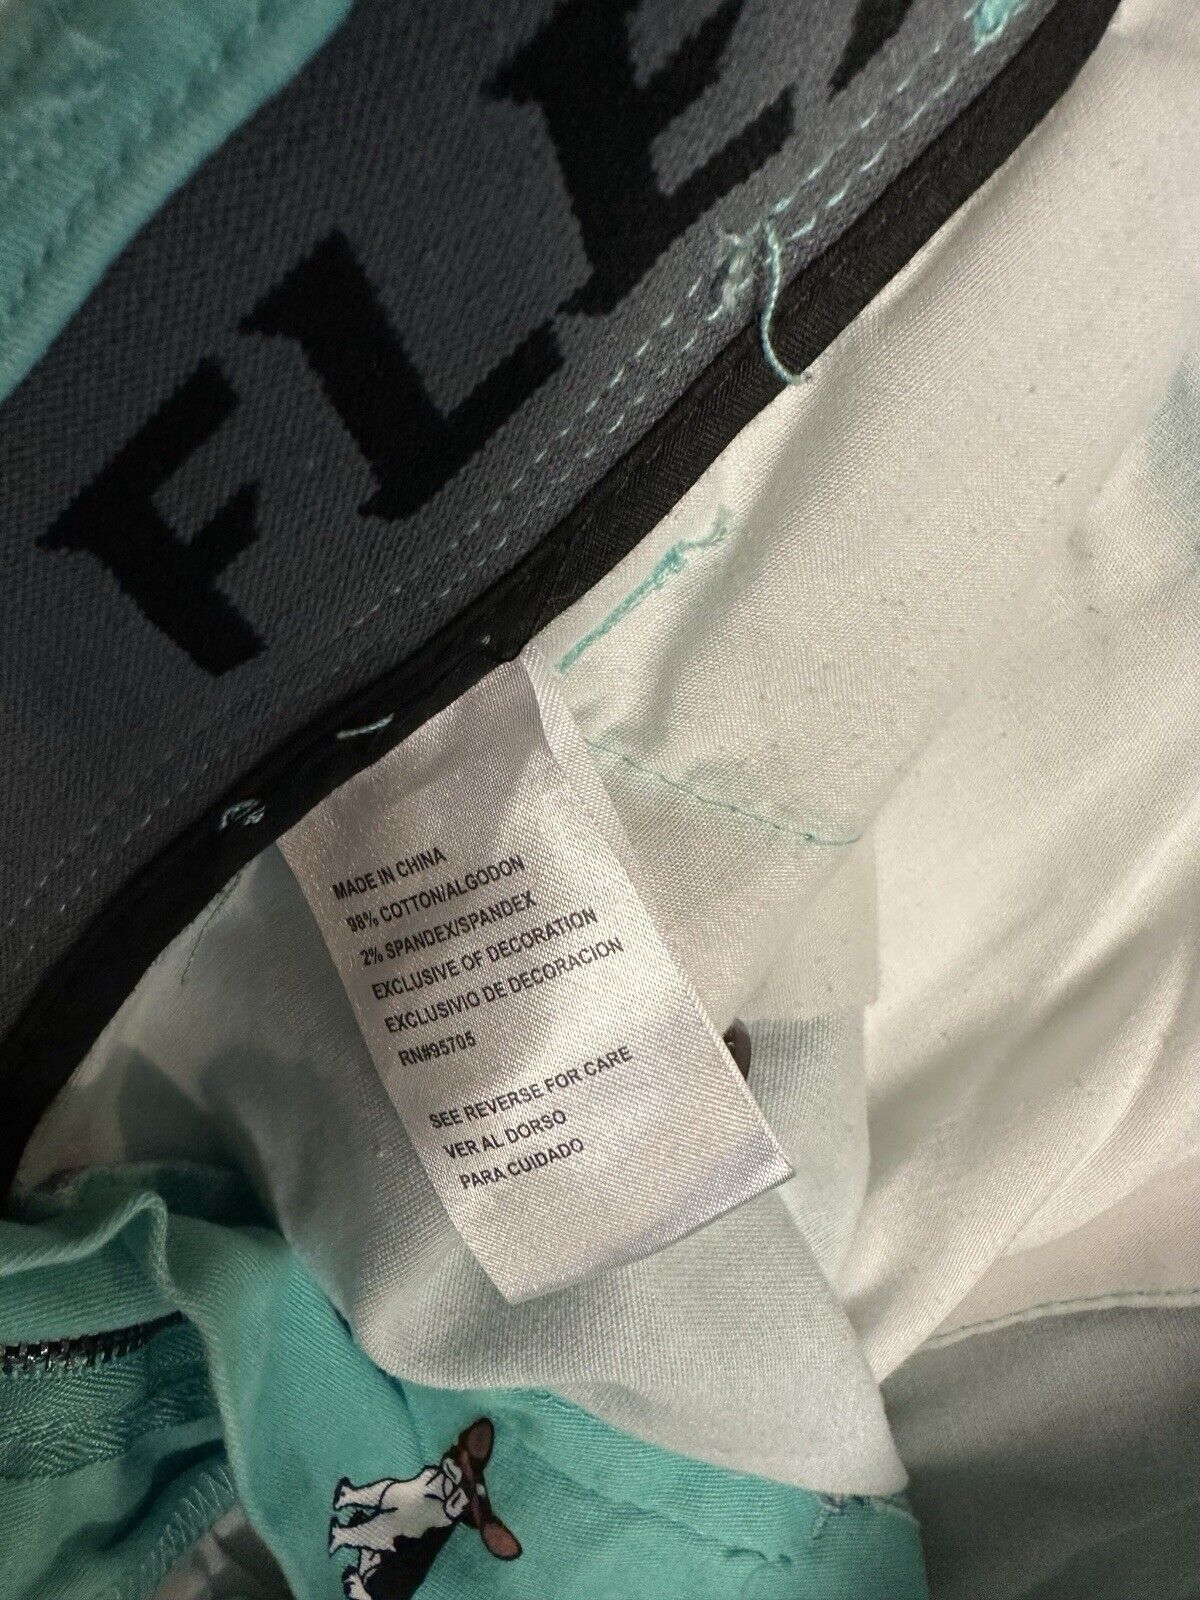 FLE
MADE IN CHINA
98% COTTON/ALGODON
2% SPANDEX/SPANDEX
EXCLUSIVE OF DECORATION
EXCLUSIVIO DE DECORACION
RN#95705
SEE REVERSE FOR CARE
VER AL DORSO
PARA CUIDADO